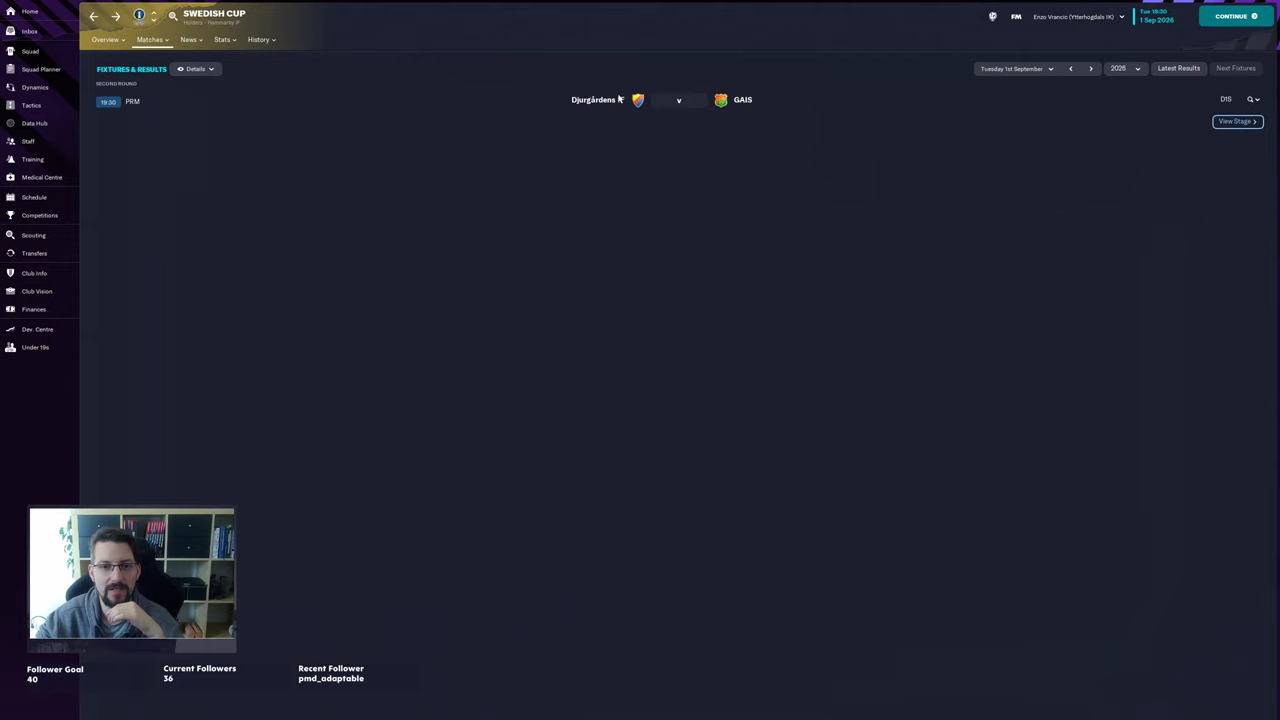 SWEDISH CUP
Holders - Hammarby IF
FM
Enzo Vrancic (Ytterhogdals IK)
Tue 18:30
1 Sep 2026
CONTINUE
Overview
Matches
News
Stats
History
Home
Inbox
Squad
Squad Planner
Dynamics
Tactics
Data Hub
Staff
Training
Medical Centre
Schedule
Competitions
Scouting
Transfers
Club Info
Club Vision
Finances
Dev. Centre
Under 19s
FIXTURES & RESULTS
Details
Tuesday 1st September
2026
Latest Results
Next Fixtures
SECOND ROUND
19:30 PRM Djurgårdens v GAIS D1S
View Stage
Follower Goal
40
Current Followers
36
Recent Follower
pmd_adaptable